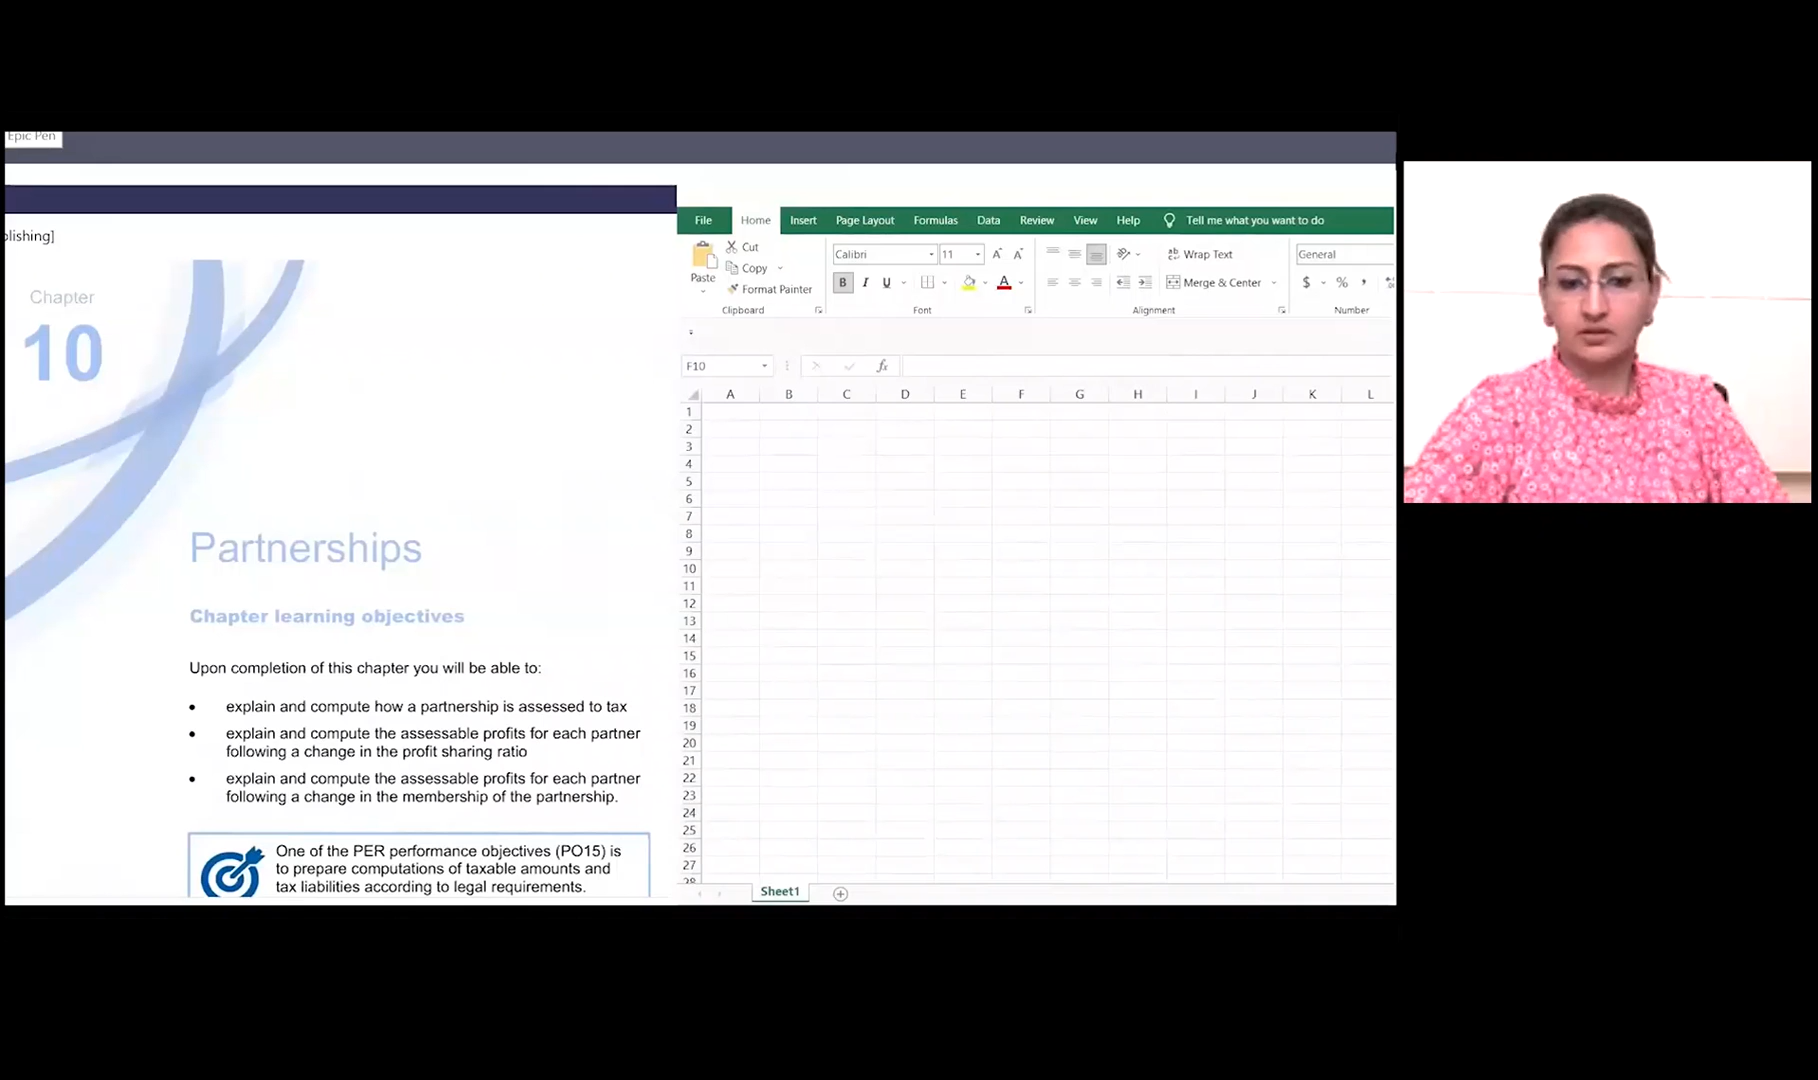 Epic Pen
blishing]
Chapter
10
Partnerships
Chapter learning objectives
Upon completion of this chapter you will be able to:
• explain and compute how a partnership is assessed to tax
• explain and compute the assessable profits for each partner
following a change in the profit sharing ratio
• explain and compute the assessable profits for each partner
following a change in the membership of the partnership.
One of the PER performance objectives (PO15) is
to prepare computations of taxable amounts and
tax liabilities according to legal requirements.
File Home Insert Page Layout Formulas Data Review View Help Tell me what you want to do
Paste
Cut
Copy
Format Painter
Clipboard
Calibri 11
B I U A
Font
ab Wrap Text
Merge & Center
Alignment
General
$ % ,
Number
F10 fx
A B C D E F G H I J K L
1
2
3
4
5
6
7
8
9
10
11
12
13
14
15
16
17
18
19
20
21
22
23
24
25
26
27
28
Sheet1